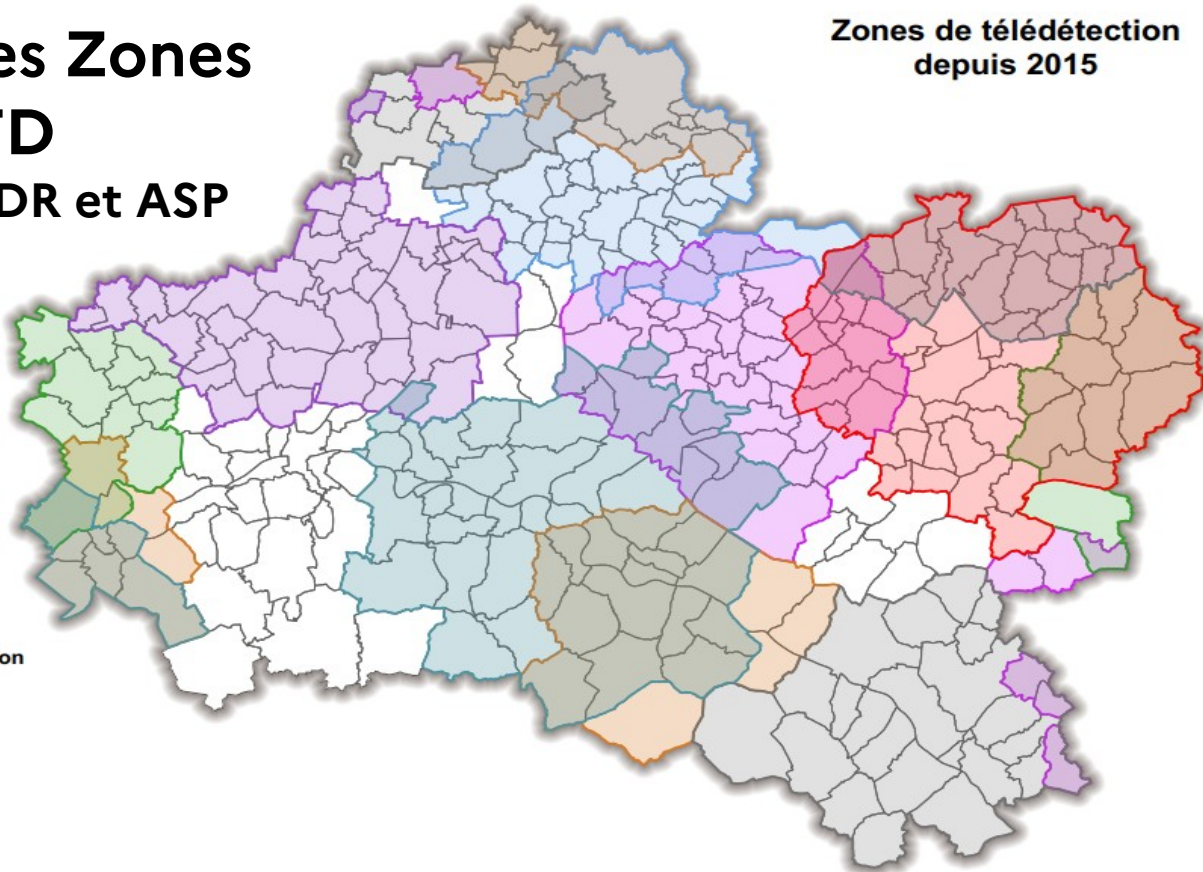 es Zones
TD
DR et ASP
Zones de télédétection
depuis 2015
on